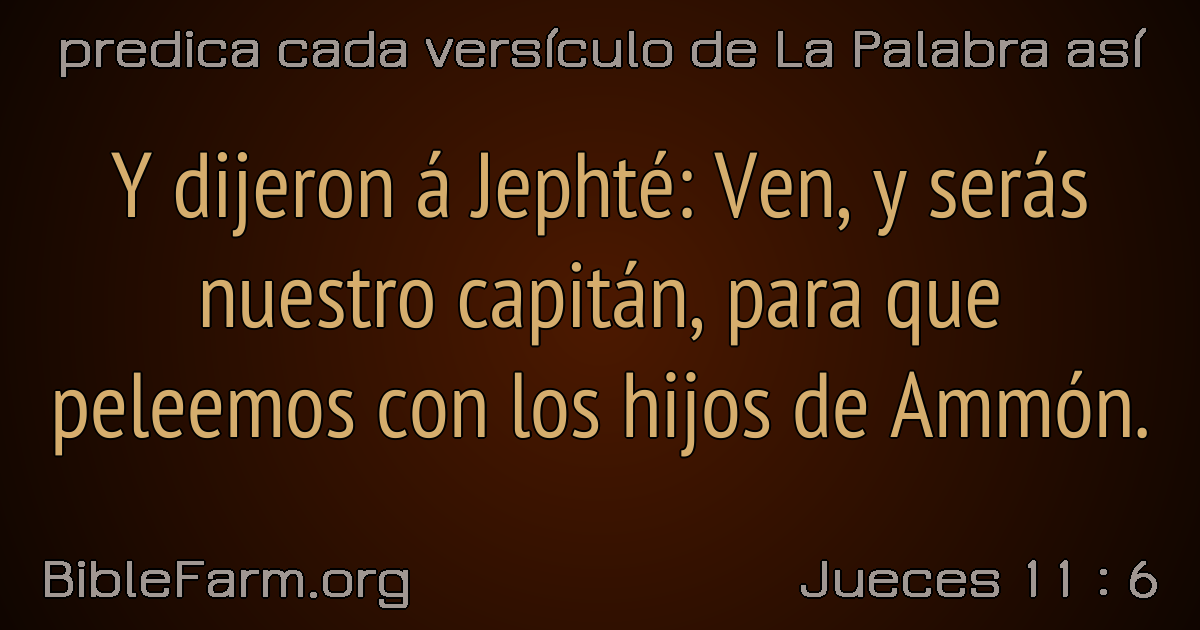 predica cada versículo de La Palabra así
Y dijeron á Jephté: Ven, y serás
nuestro capitán, para que
peleemos con los hijos de Ammón.
BibleFarm.org
Jueces 11 : 6